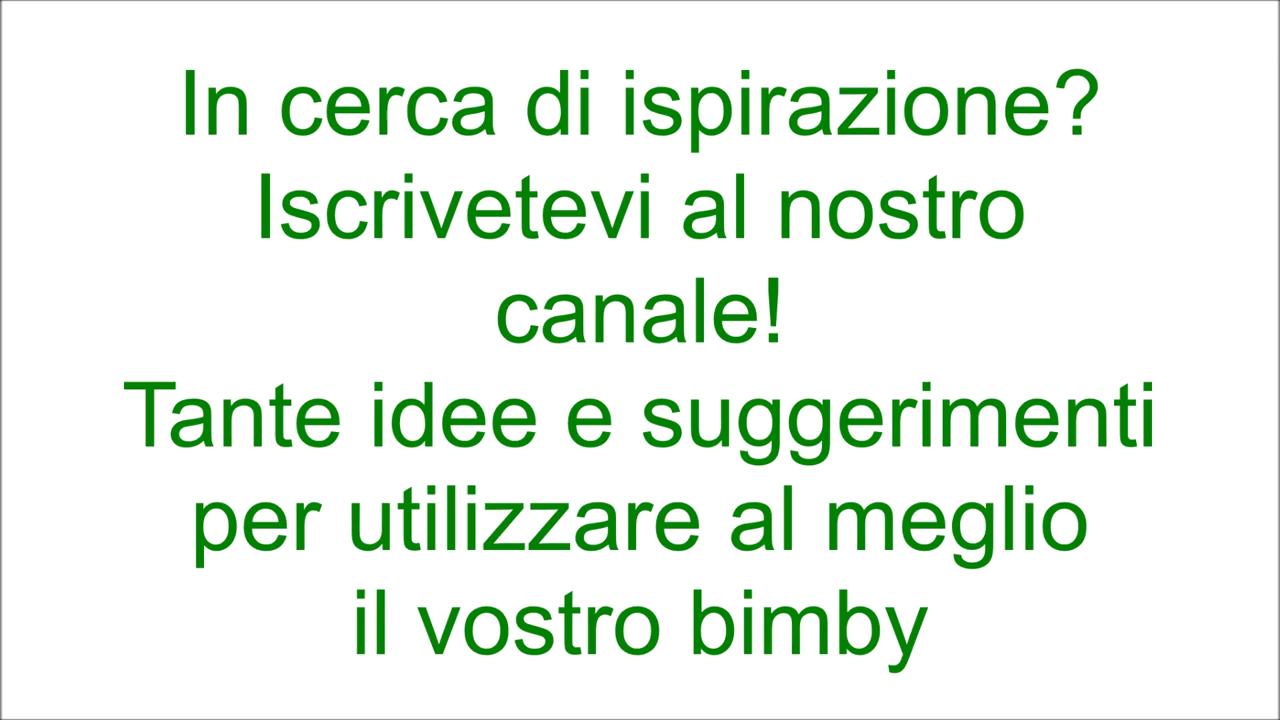 In cerca di ispirazione?
Iscrivetevi al nostro
canale!
Tante idee e suggerimenti
per utilizzare al meglio
il vostro bimby